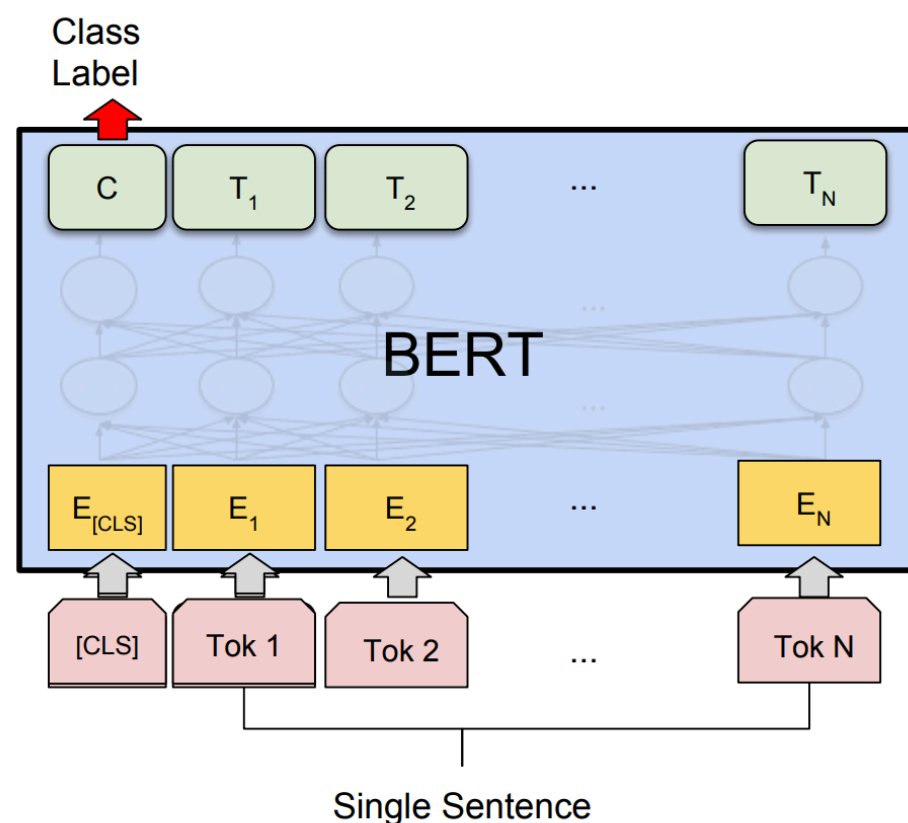 Class
Label
C T1 T2 ... TN
...
BERT
...
E[CLS] E1 E2 ... EN
[CLS] Tok 1 Tok 2 ... Tok N
Single Sentence